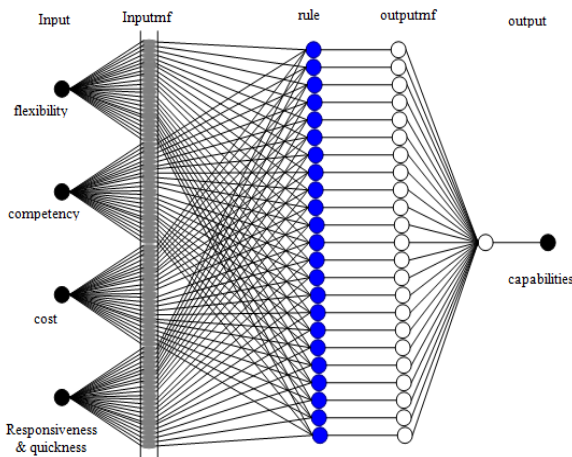 Input
Inputmf
rule
outputmf
output
flexibility
competency
cost
Responsiveness
& quickness
capabilities